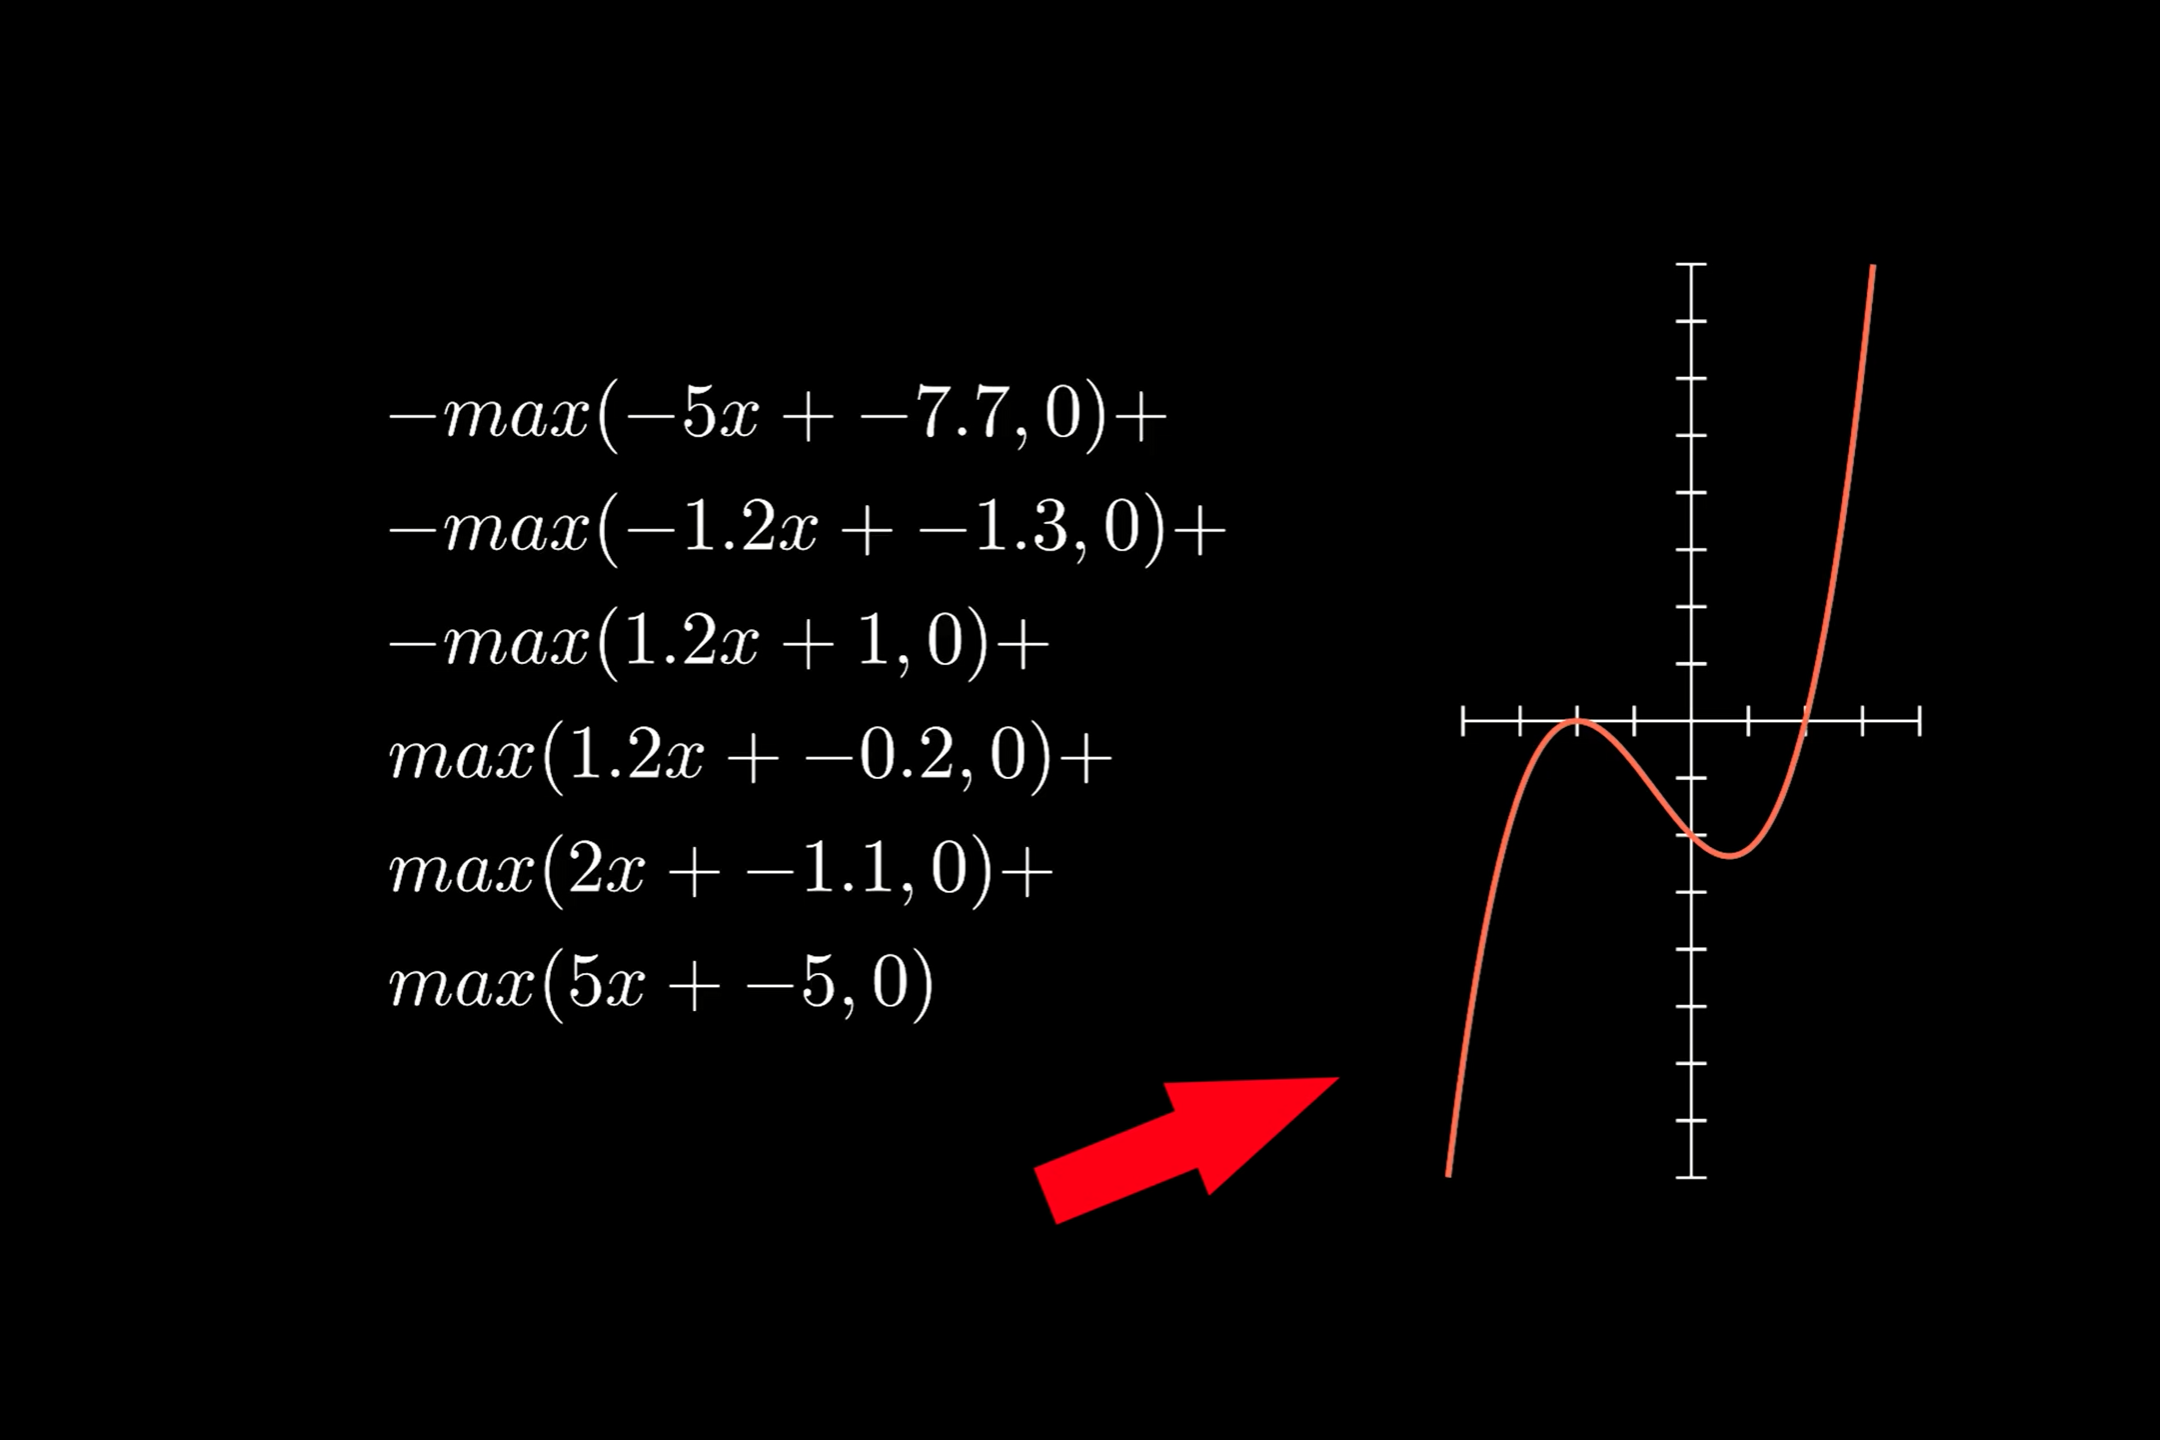 −max(−5x + −7.7, 0)+
−max(−1.2x + −1.3, 0)+
−max(1.2x + 1, 0)+
max(1.2x + −0.2, 0)+
max(2x + −1.1, 0)+
max(5x + −5, 0)